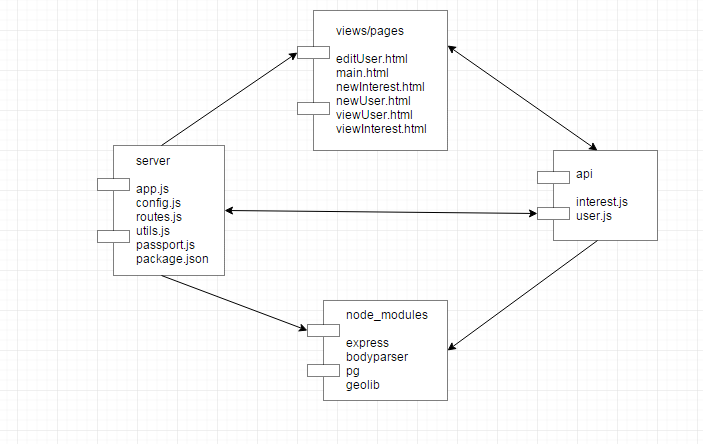 views/pages
editUser.html
main.html
newInterest.html
newUser.html
viewUser.html
viewInterest.html
server
app.js
config.js
routes.js
utils.js
passport.js
package.json
api
interest.js
user.js
node_modules
express
bodyparser
pg
geolib